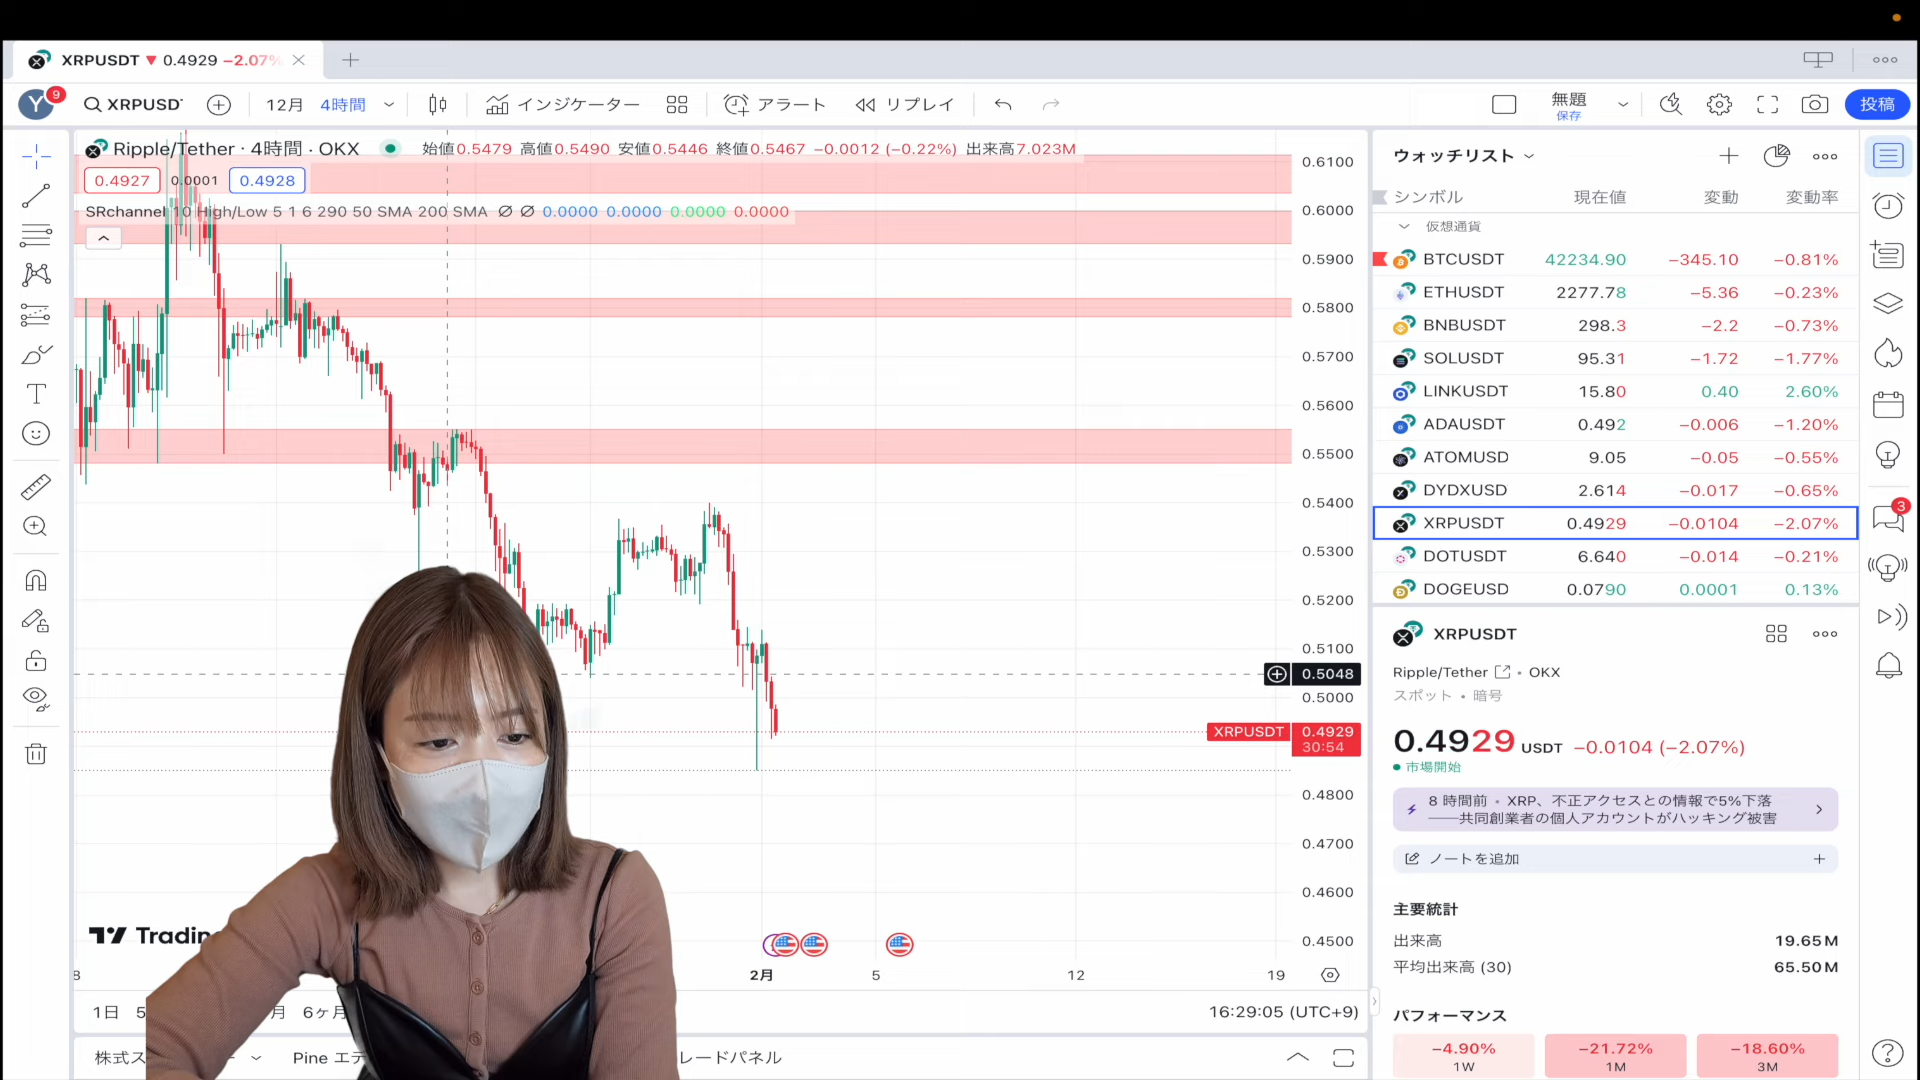 XRPUSDT ▼ 0.4929 −2.07%
Y 9 XRPUSD 12月 4時間 インジケーター アラート リプレイ 無題 保存 投稿
Ripple/Tether · 4時間 · OKX 始値0.5479 高値0.5490 安値0.5446 終値0.5467 −0.0012 (−0.22%) 出来高7.023M
0.4927 0.0001 0.4928
SRchannel 10 High/Low 5 1 6 290 50 SMA 200 SMA ∅ ∅ 0.0000 0.0000 0.0000 0.0000
0.6100
0.6000
0.5900
0.5800
0.5700
0.5600
0.5500
0.5400
0.5300
0.5200
0.5100
0.5048
0.5000
XRPUSDT 0.4929
30:54
0.4800
0.4700
0.4600
0.4500
8 2月 5 12 19
1日 5 月 6ヶ月 16:29:05 (UTC+9)
株式ス Pine エデ レードパネル
ウォッチリスト
シンボル 現在値 変動 変動率
仮想通貨
BTCUSDT 42234.90 −345.10 −0.81%
ETHUSDT 2277.78 −5.36 −0.23%
BNBUSDT 298.3 −2.2 −0.73%
SOLUSDT 95.31 −1.72 −1.77%
LINKUSDT 15.80 0.40 2.60%
ADAUSDT 0.492 −0.006 −1.20%
ATOMUSD 9.05 −0.05 −0.55%
DYDXUSD 2.614 −0.017 −0.65%
XRPUSDT 0.4929 −0.0104 −2.07%
DOTUSDT 6.640 −0.014 −0.21%
DOGEUSD 0.0790 0.0001 0.13%
3
XRPUSDT
Ripple/Tether • OKX
スポット • 暗号
0.4929 USDT −0.0104 (−2.07%)
市場開始
8 時間前 • XRP、不正アクセスとの情報で5%下落
――共同創業者の個人アカウントがハッキング被害
ノートを追加
主要統計
出来高 19.65M
平均出来高 (30) 65.50M
パフォーマンス
−4.90% −21.72% −18.60%
1W 1M 3M